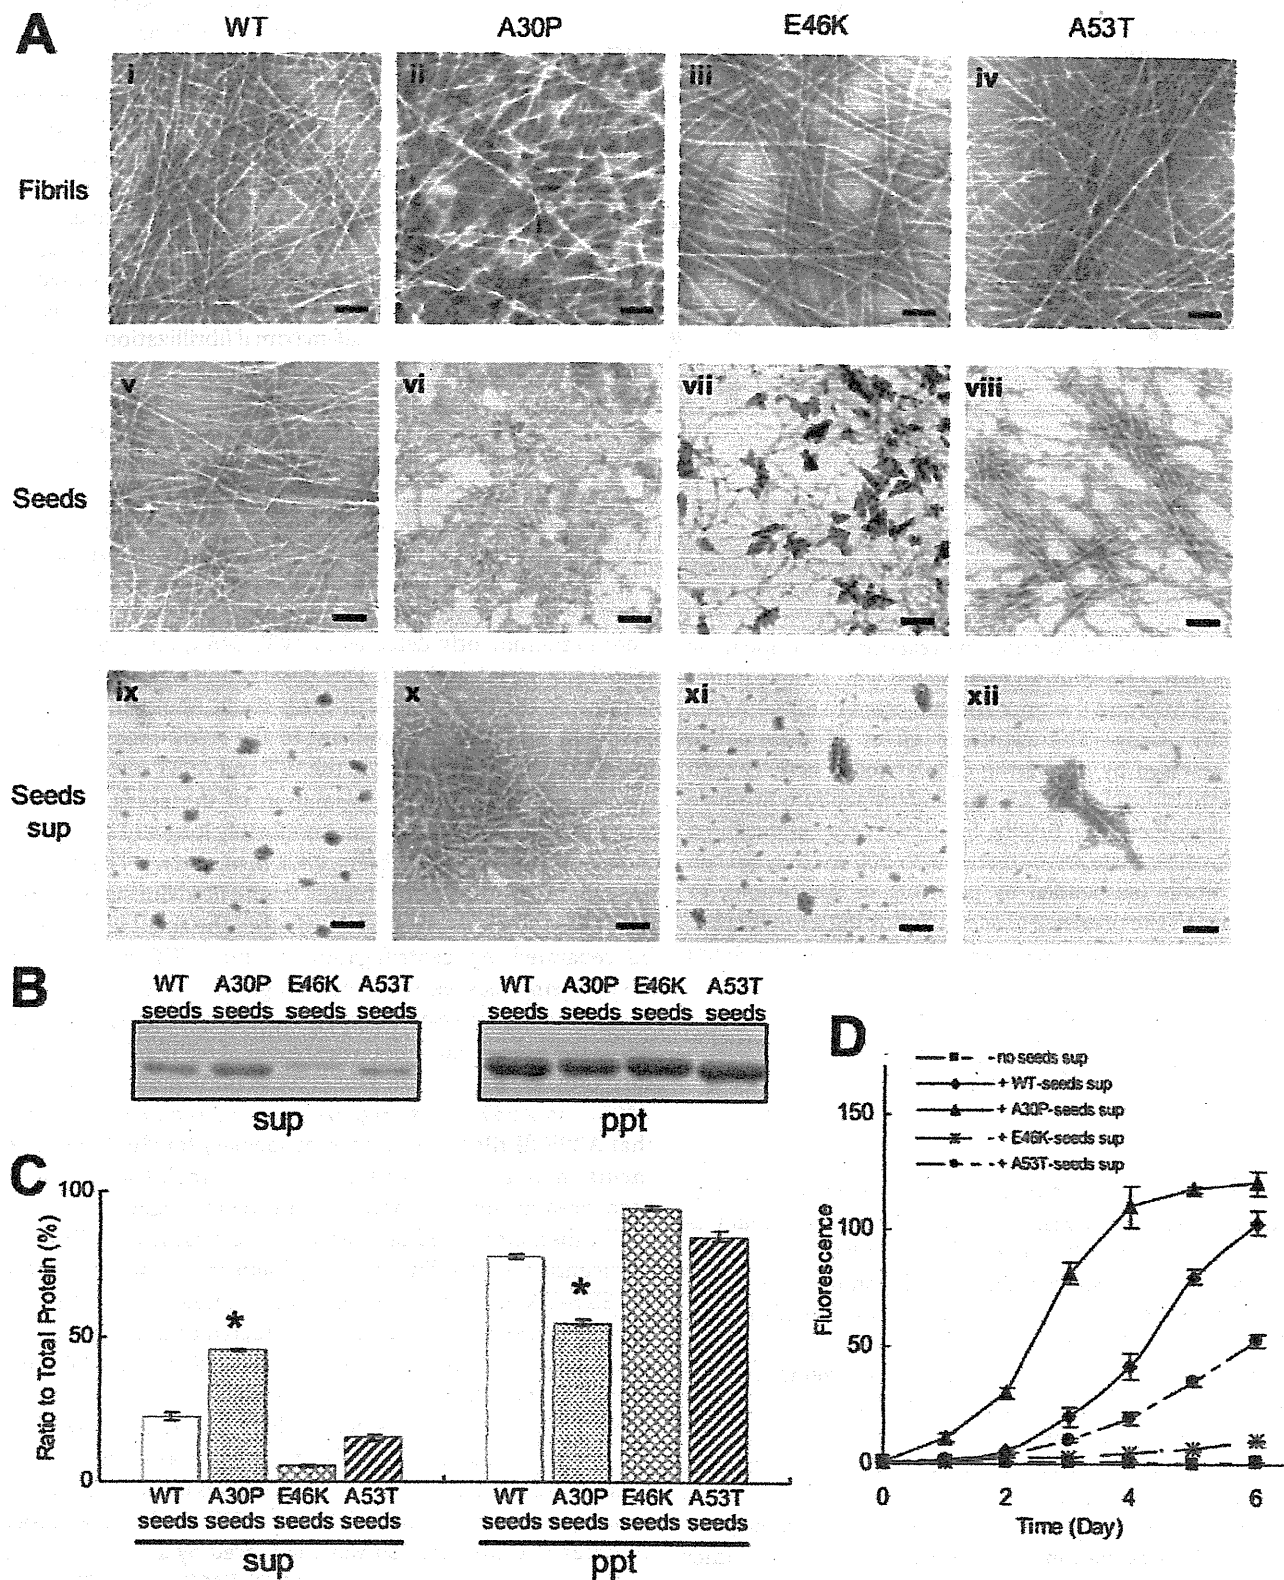 A
WT A30P E46K A53T
Fibrils
i ii iii iv
Seeds
v vi vii viii
Seeds
sup
ix x xi xii
B
WT A30P E46K A53T
seeds seeds seeds seeds
sup
WT A30P E46K A53T
seeds seeds seeds seeds
ppt
C
Ratio to Total Protein (%)
100
50
0
*
*
WT A30P E46K A53T
seeds seeds seeds seeds
sup
WT A30P E46K A53T
seeds seeds seeds seeds
ppt
D
no seeds sup
+ WT-seeds sup
+ A30P-seeds sup
+ E46K-seeds sup
+ A53T-seeds sup
Fluorescence
150
100
50
0
0 2 4 6
Time (Day)